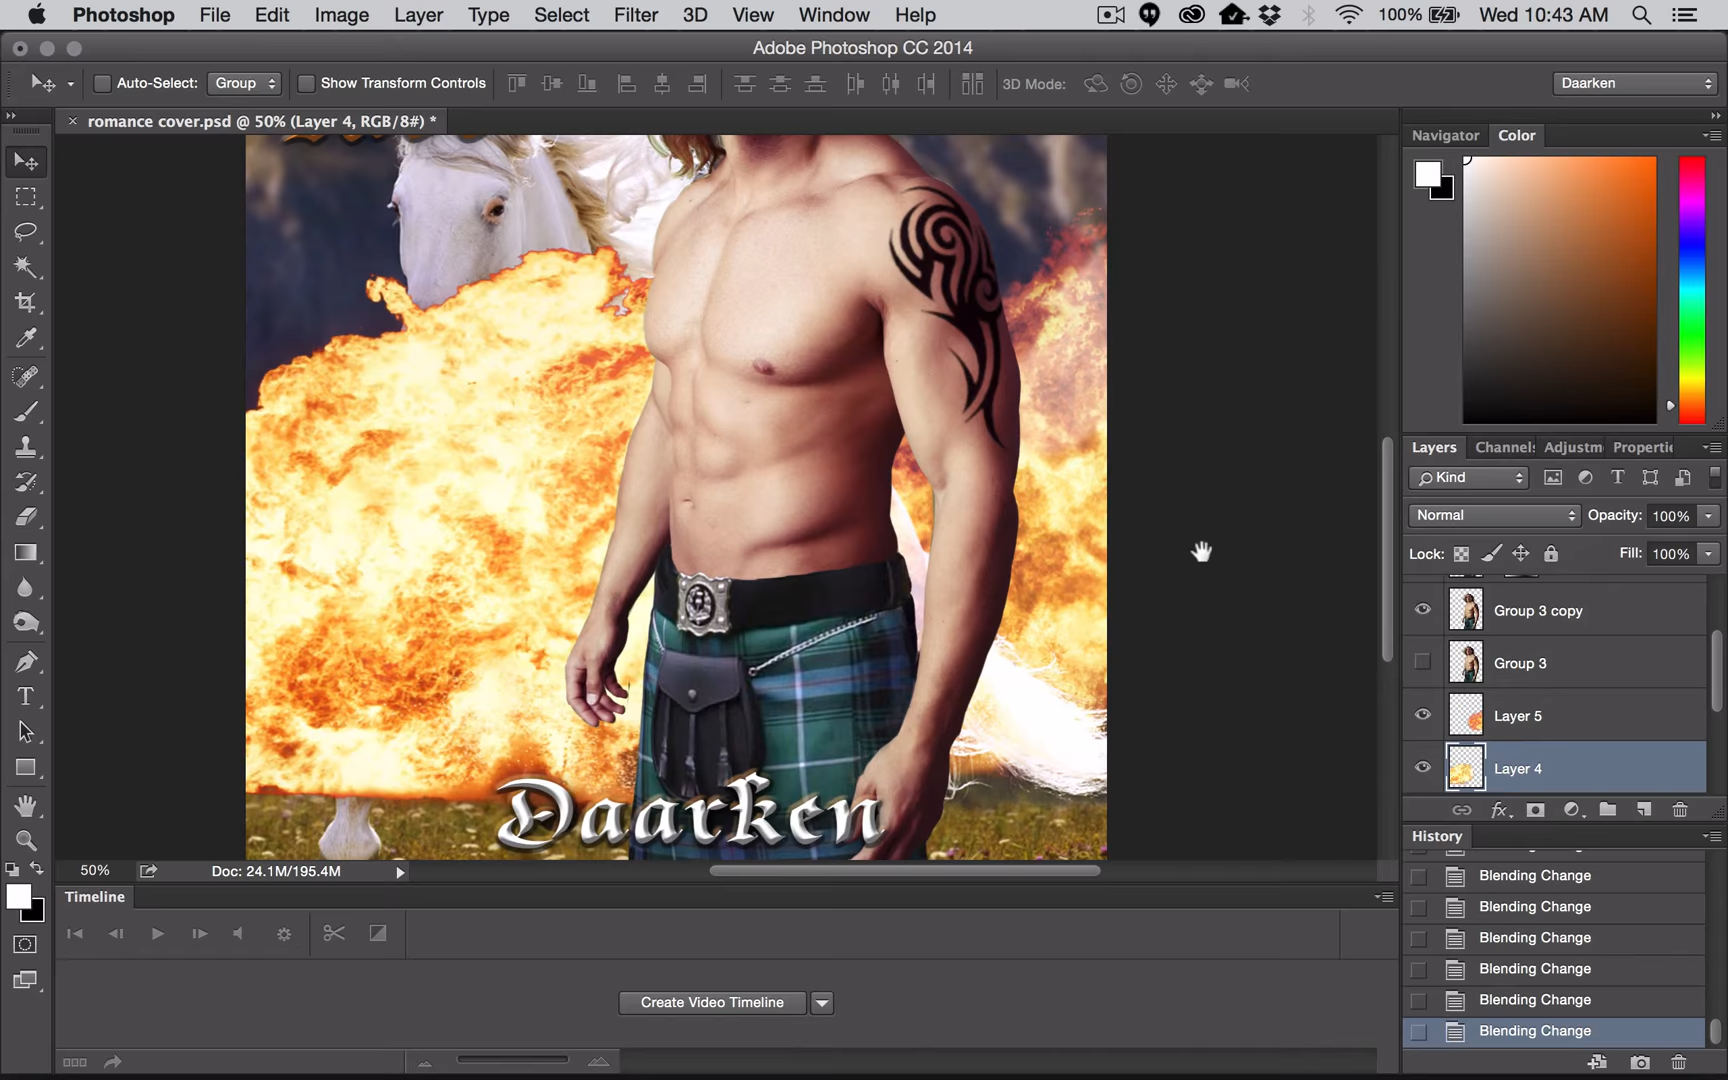 Photoshop File Edit Image Layer Type Select Filter 3D View Window Help 100% Wed 10:43 AM
Adobe Photoshop CC 2014
Auto-Select: Group Show Transform Controls 3D Mode: Daarken
romance cover.psd @ 50% (Layer 4, RGB/8#) *
Navigator Color
Layers Channels Adjustm Properti
Kind
Normal Opacity: 100%
Lock: Fill: 100%
Group 3 copy
Group 3
Layer 5
Layer 4
Daarken
History
Blending Change
Blending Change
Blending Change
Blending Change
Blending Change
Blending Change
50% Doc: 24.1M/195.4M
Timeline
Create Video Timeline